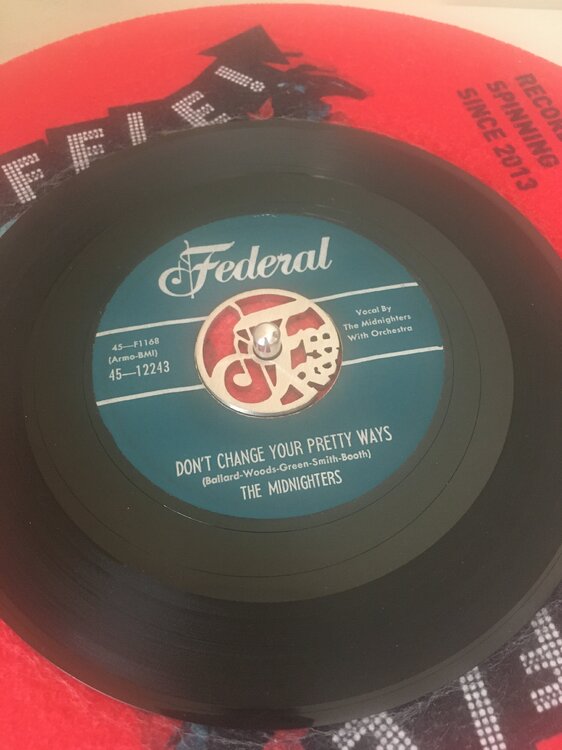 RECORD
SPINNING
SINCE 2013
Federal
45—F1168
(Armo-BMI)
45—12243
Vocal By
The Midnighters
With Orchestra
R&B
DON'T CHANGE YOUR PRETTY WAYS
(Ballard-Woods-Green-Smith-Booth)
THE MIDNIGHTERS